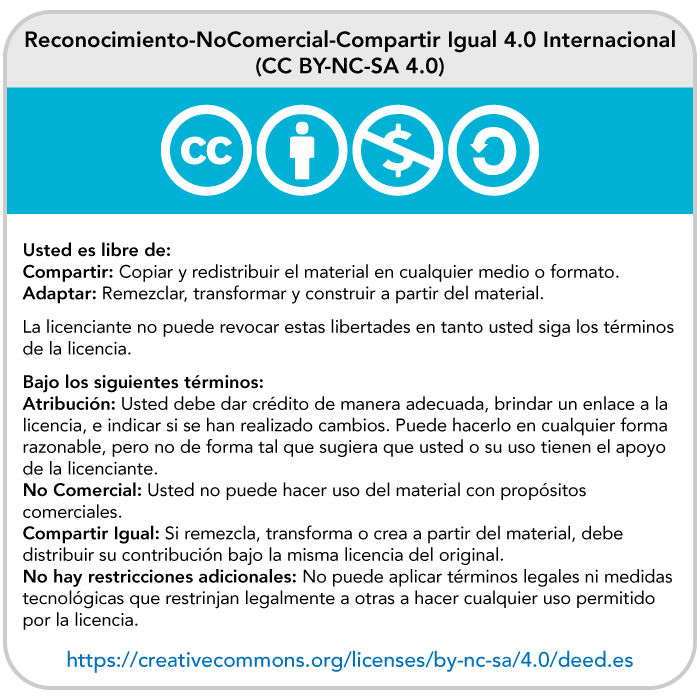 Reconocimiento-NoComercial-Compartir Igual 4.0 Internacional
(CC BY-NC-SA 4.0)
cc
$
Usted es libre de:
Compartir: Copiar y redistribuir el material en cualquier medio o formato.
Adaptar: Remezclar, transformar y construir a partir del material.
La licenciante no puede revocar estas libertades en tanto usted siga los términos
de la licencia.
Bajo los siguientes términos:
Atribución: Usted debe dar crédito de manera adecuada, brindar un enlace a la
licencia, e indicar si se han realizado cambios. Puede hacerlo en cualquier forma
razonable, pero no de forma tal que sugiera que usted o su uso tienen el apoyo
de la licenciante.
No Comercial: Usted no puede hacer uso del material con propósitos
comerciales.
Compartir Igual: Si remezcla, transforma o crea a partir del material, debe
distribuir su contribución bajo la misma licencia del original.
No hay restricciones adicionales: No puede aplicar términos legales ni medidas
tecnológicas que restrinjan legalmente a otras a hacer cualquier uso permitido
por la licencia.
https://creativecommons.org/licenses/by-nc-sa/4.0/deed.es